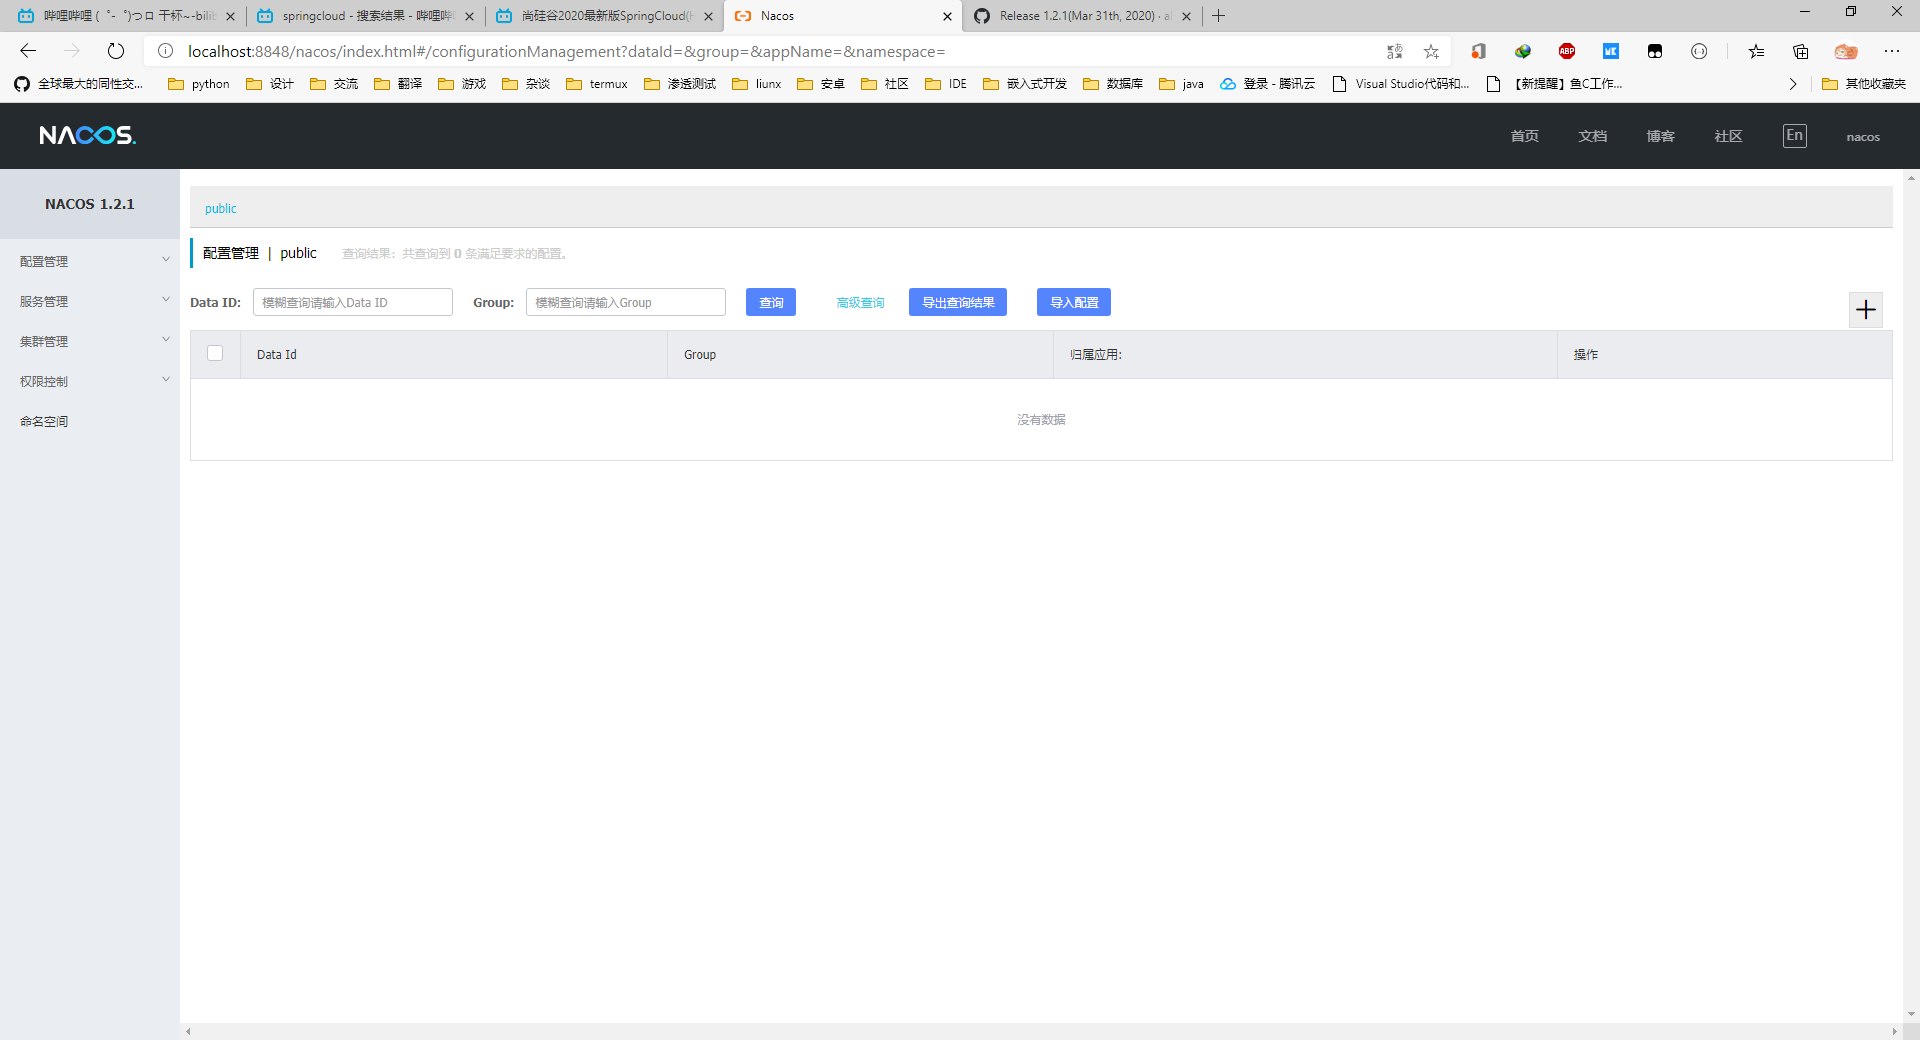 哔哩哔哩 (゜-゜)つロ 干杯~-bilib
springcloud - 搜索结果 - 哔哩哔哩
尚硅谷2020最新版SpringCloud(H
Nacos
Release 1.2.1(Mar 31th, 2020) · al
localhost:8848/nacos/index.html#/configurationManagement?dataId=&group=&appName=&namespace=
ABP
全球最大的同性交...
python
设计
交流
翻译
游戏
杂谈
termux
渗透测试
liunx
安卓
社区
IDE
嵌入式开发
数据库
java
登录 - 腾讯云
Visual Studio代码和...
【新提醒】鱼C工作...
其他收藏夹
NACOS.
首页
文档
博客
社区
En
nacos
NACOS 1.2.1
配置管理
服务管理
集群管理
权限控制
命名空间
public
配置管理 | public 查询结果：共查询到 0 条满足要求的配置。
Data ID: 模糊查询请输入Data ID Group: 模糊查询请输入Group 查询 高级查询 导出查询结果 导入配置
Data Id Group 归属应用: 操作
没有数据